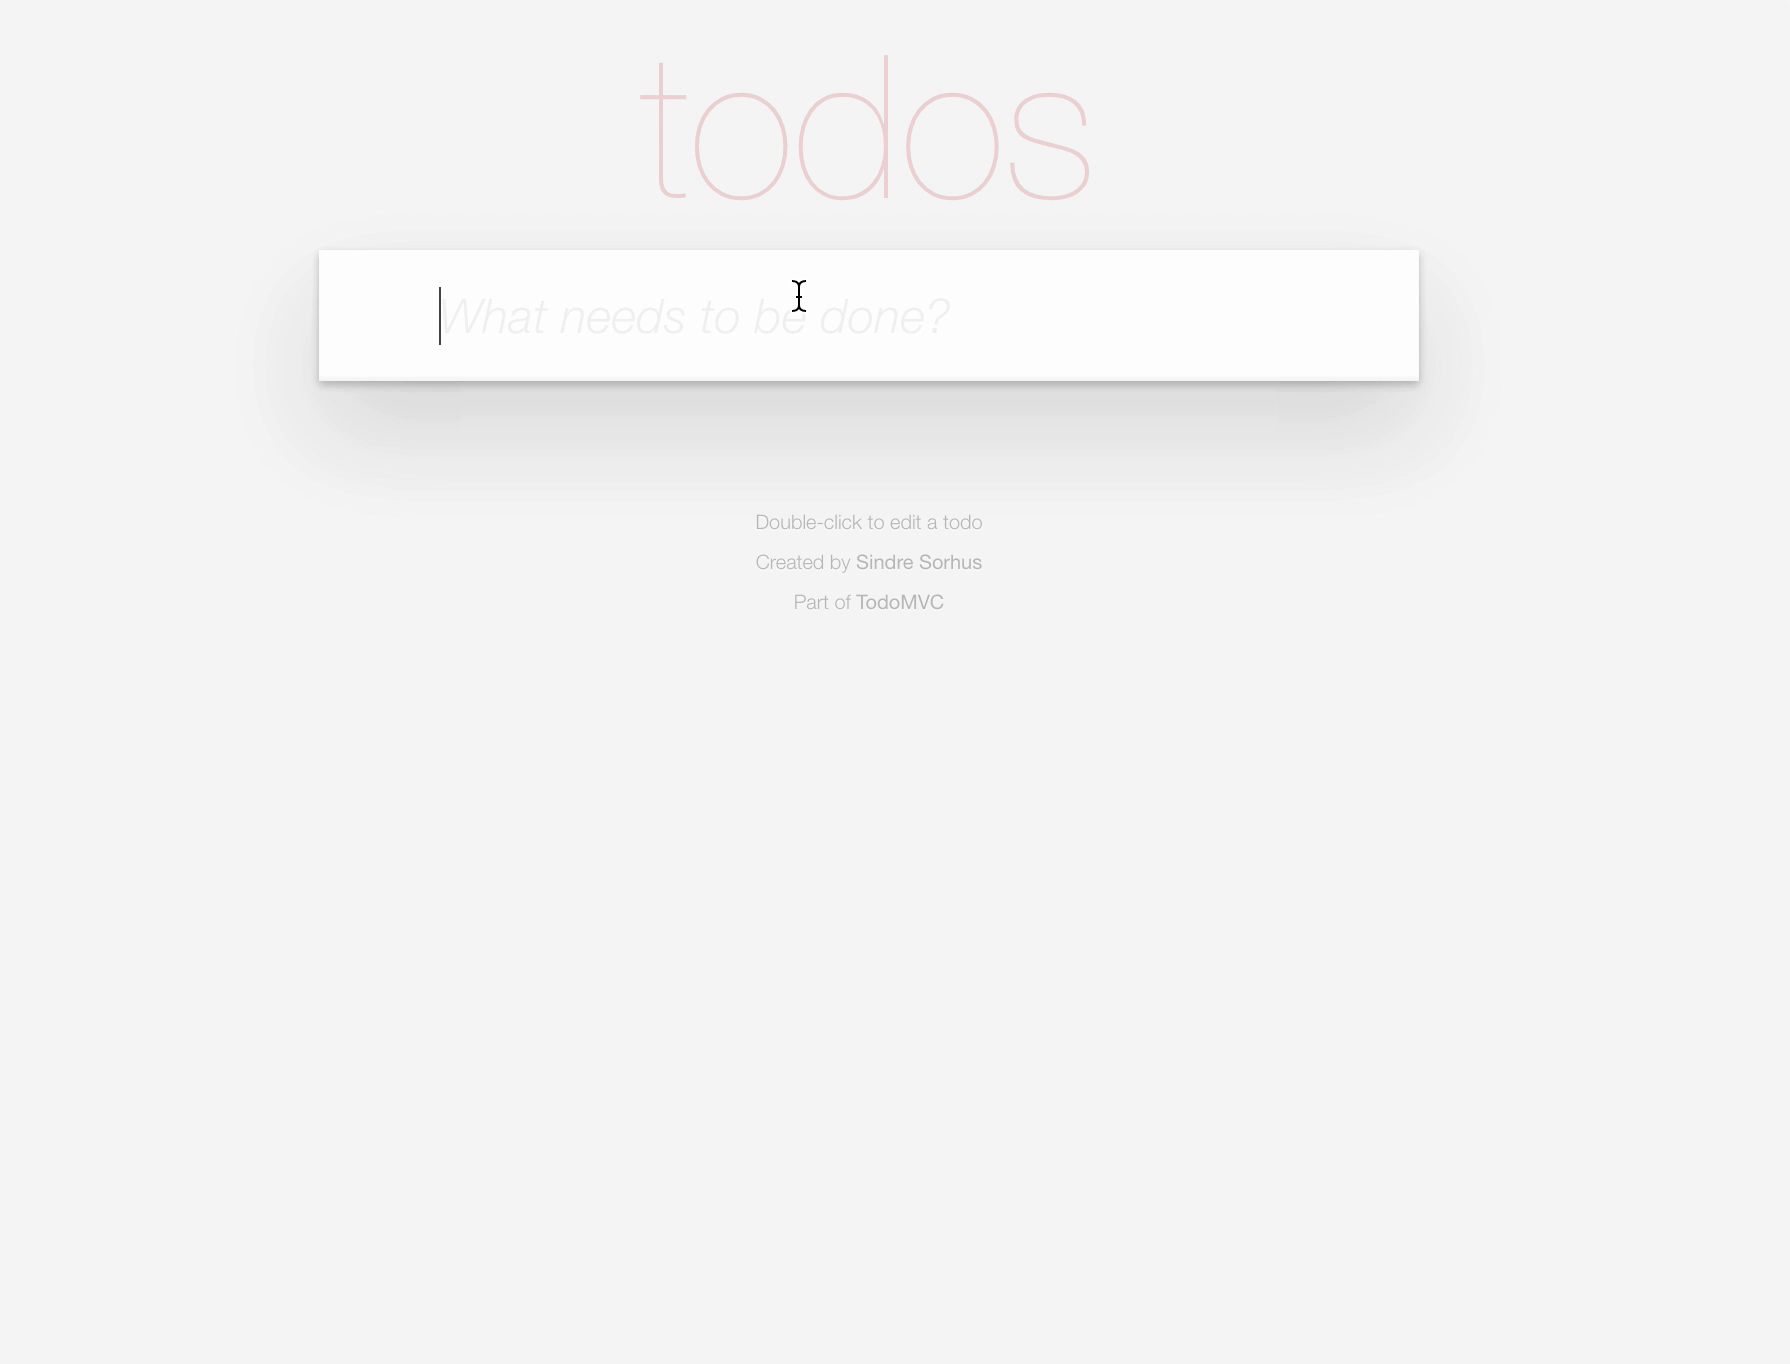 todos
What needs to be done?
Double-click to edit a todo
Created by Sindre Sorhus
Part of TodoMVC